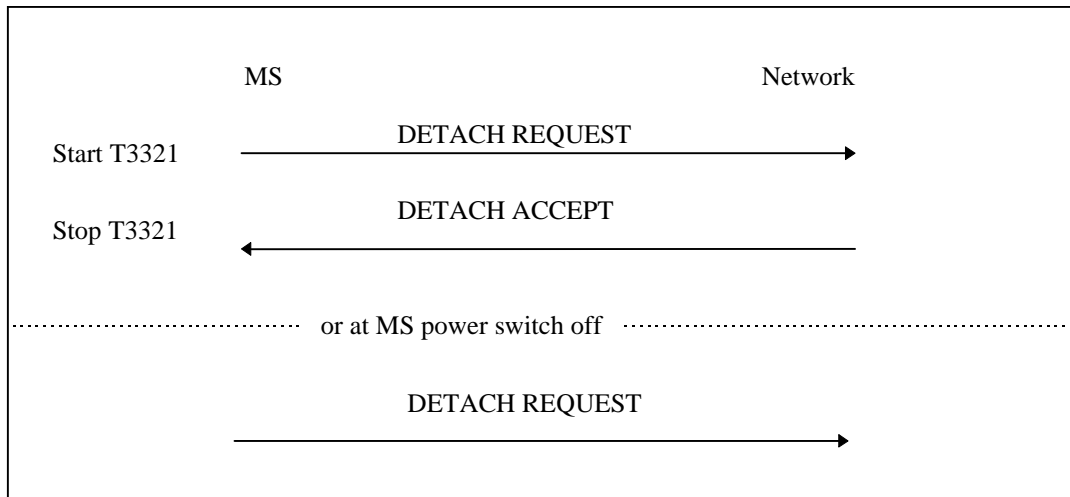 MS Network
DETACH REQUEST
Start T3321
DETACH ACCEPT
Stop T3321
or at MS power switch off
DETACH REQUEST